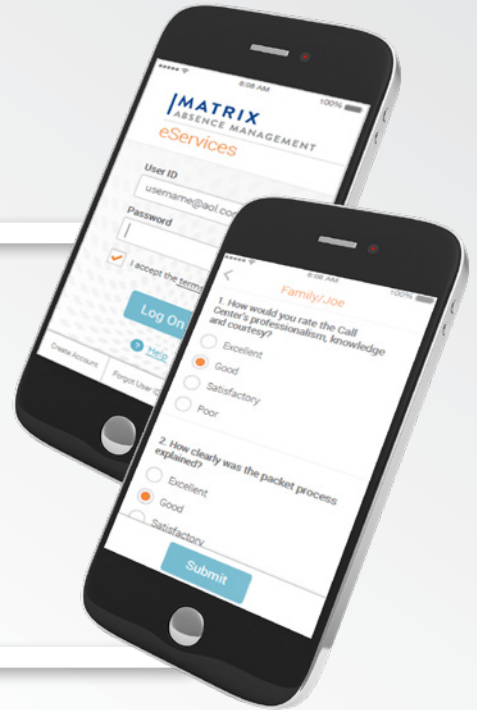 8:08 AM
100%
MATRIX
ABSENCE MANAGEMENT
eServices
User ID
username@aol.co
Password
I accept the terms
Log On
Help
Create Account
Forgot User ID
8:08 AM
100%
Family/Joe
1. How would you rate the Call
Center's professionalism, knowledge
and courtesy?
Excellent
Good
Satisfactory
Poor
2. How clearly was the packet process
explained?
Excellent
Good
Satisfactory
Submit